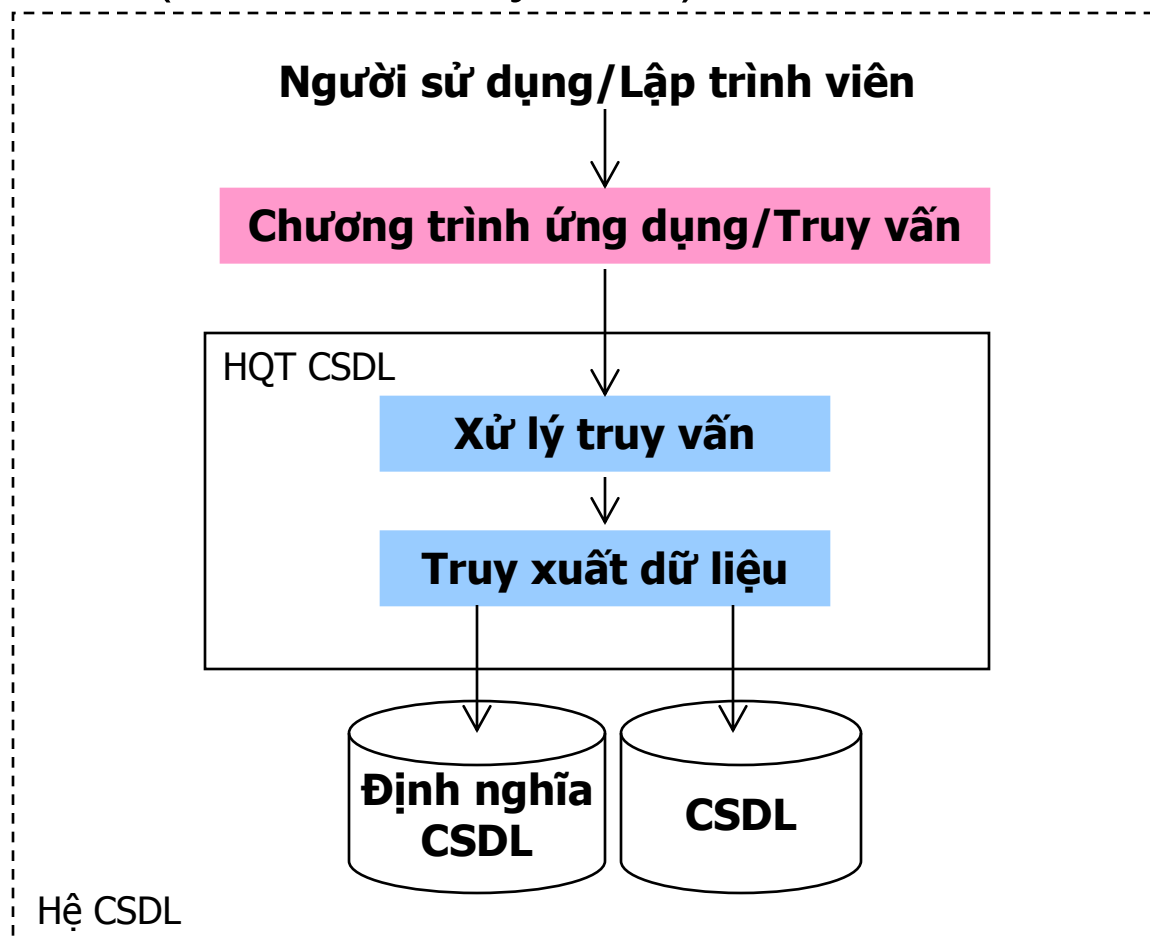 Người sử dụng/Lập trình viên
Chương trình ứng dụng/Truy vấn
HQT CSDL
Xử lý truy vấn
Truy xuất dữ liệu
Định nghĩa
CSDL
CSDL
Hệ CSDL